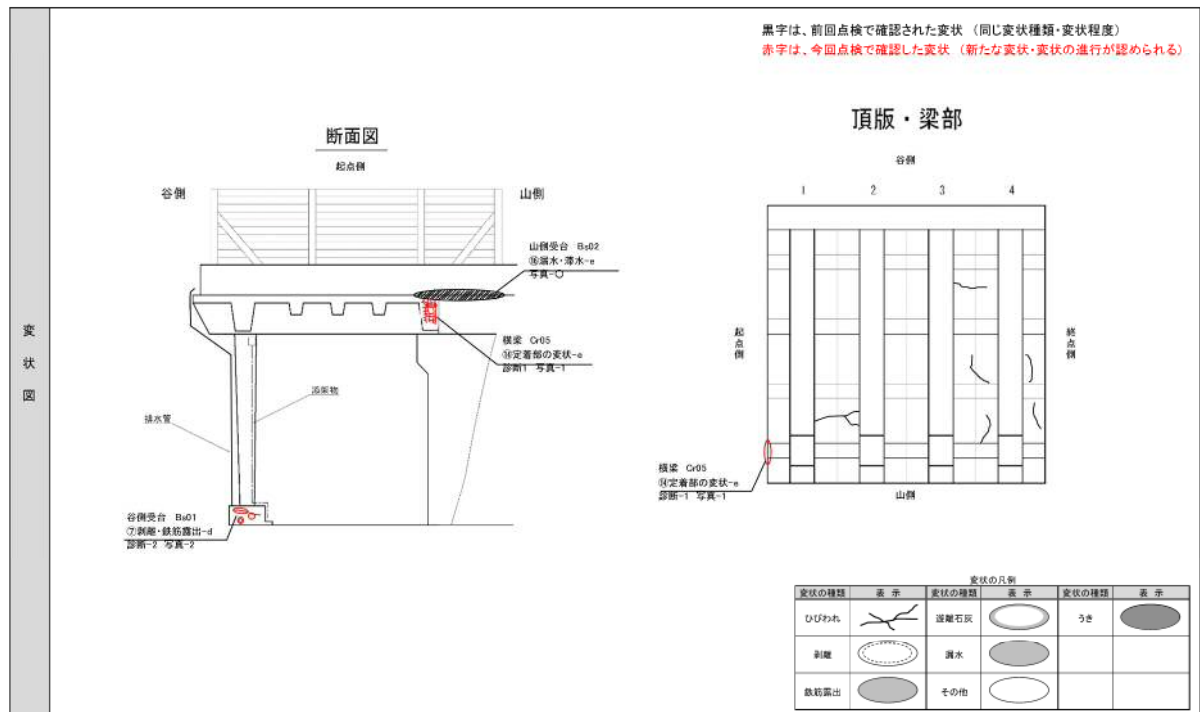 黒字は、前回点検で確認された変状 (同じ変状種類・変状程度)
赤字は、今回点検で確認した変状 (新たな変状・変状の進行が認められる)
変状図
断面図
起点側
谷側
山側
山側受台 Bs02
⑯漏水・滞水-e
写真-〇
横梁 Cr05
⑭定着部の変状-e
診断1 写真-1
添架物
排水管
谷側受台 Bs01
⑦剥離・鉄筋露出-d
診断-2 写真-2
頂版・梁部
谷側
1 2 3 4
起点側
終点側
横梁 Cr05
⑭定着部の変状-e
診断-1 写真-1
山側
変状の凡例
変状の種類 表 示 変状の種類 表 示 変状の種類 表 示
ひびわれ 遊離石灰 うき
剥離 漏水
鉄筋露出 その他